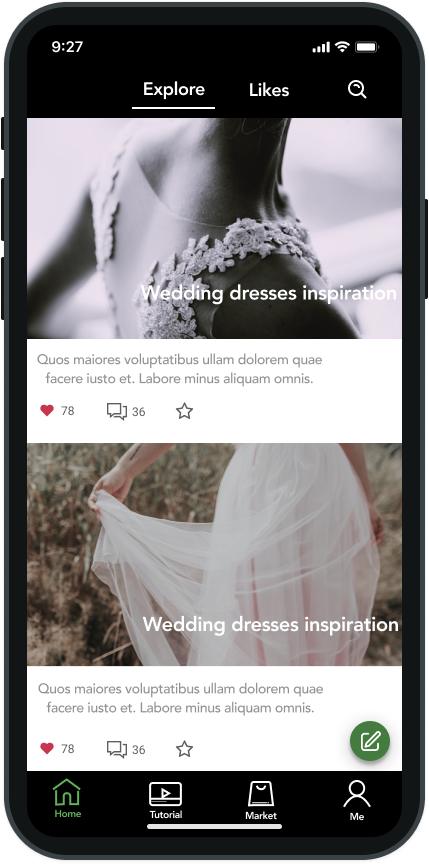 9:27
Explore
Likes
Wedding dresses inspiration
Quos maiores voluptatibus ullam dolorem quae
facere iusto et. Labore minus aliquam omnis.
78
36
Wedding dresses inspiration
Quos maiores voluptatibus ullam dolorem quae
facere iusto et. Labore minus aliquam omnis.
78
36
Home
Tutorial
Market
Me